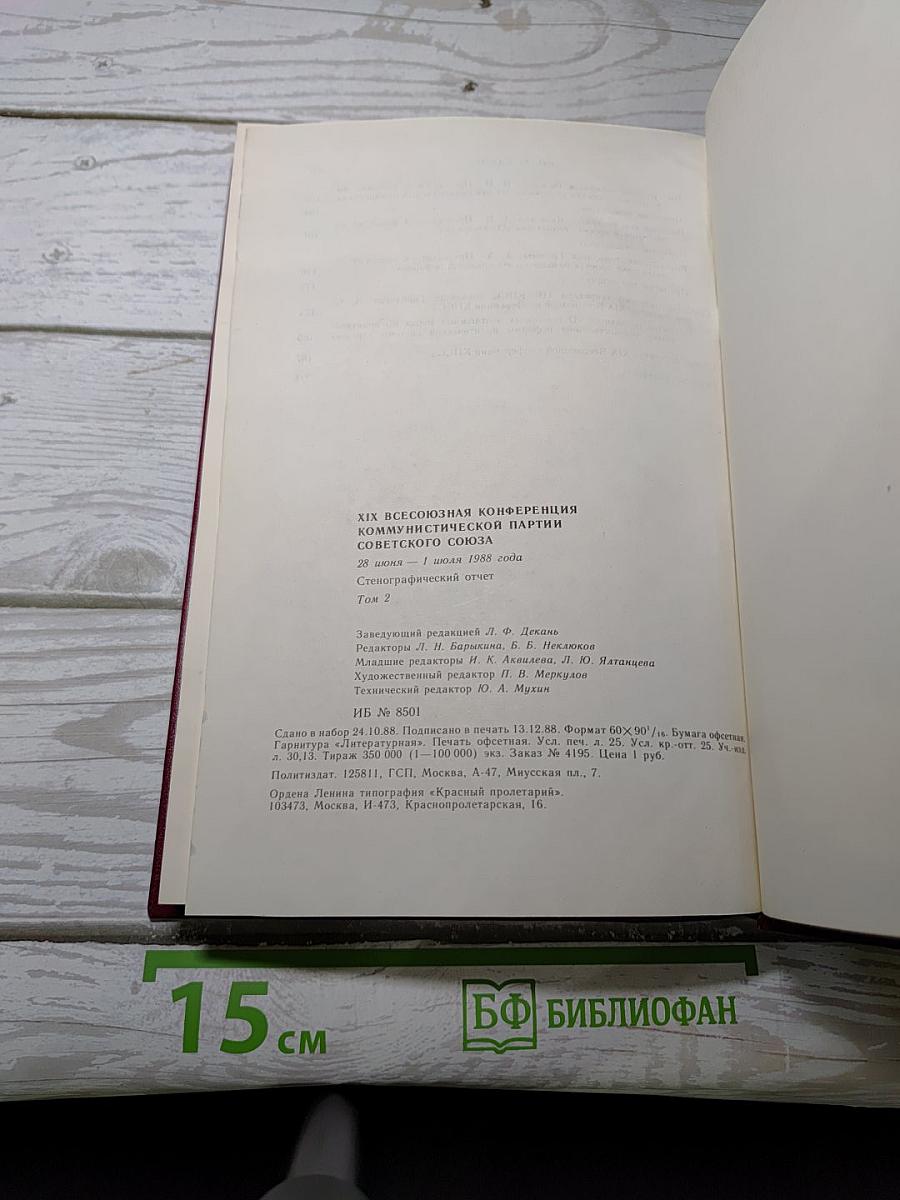 XIX ВСЕСОЮЗНАЯ КОНФЕРЕНЦИЯ
КОММУНИСТИЧЕСКОЙ ПАРТИИ
СОВЕТСКОГО СОЮЗА
28 июня — 1 июля 1988 года
Стенографический отчет
Том 2
Заведующий редакцией Л. Ф. Декань
Редакторы Л. Н. Барыкина, Б. Б. Неклюков
Младшие редакторы И. К. Аквилева, Л. Ю. Ялтанцева
Художественный редактор П. В. Меркулов
Технический редактор Ю. А. Мухин
ИБ № 8501
Сдано в набор 24.10.88. Подписано в печать 13.12.88. Формат 60×90¹/₁₆. Бумага офсетная.
Гарнитура «Литературная». Печать офсетная. Усл. печ. л. 25. Усл. кр.-отт. 25. Уч.-изд.
л. 30,13. Тираж 350 000 (1—100 000) экз. Заказ № 4195. Цена 1 руб.
Политиздат. 125811, ГСП, Москва, А-47, Миусская пл., 7.
Ордена Ленина типография «Красный пролетарий».
103473, Москва, И-473, Краснопролетарская, 16.
15 см
БФ БИБЛИОФАН